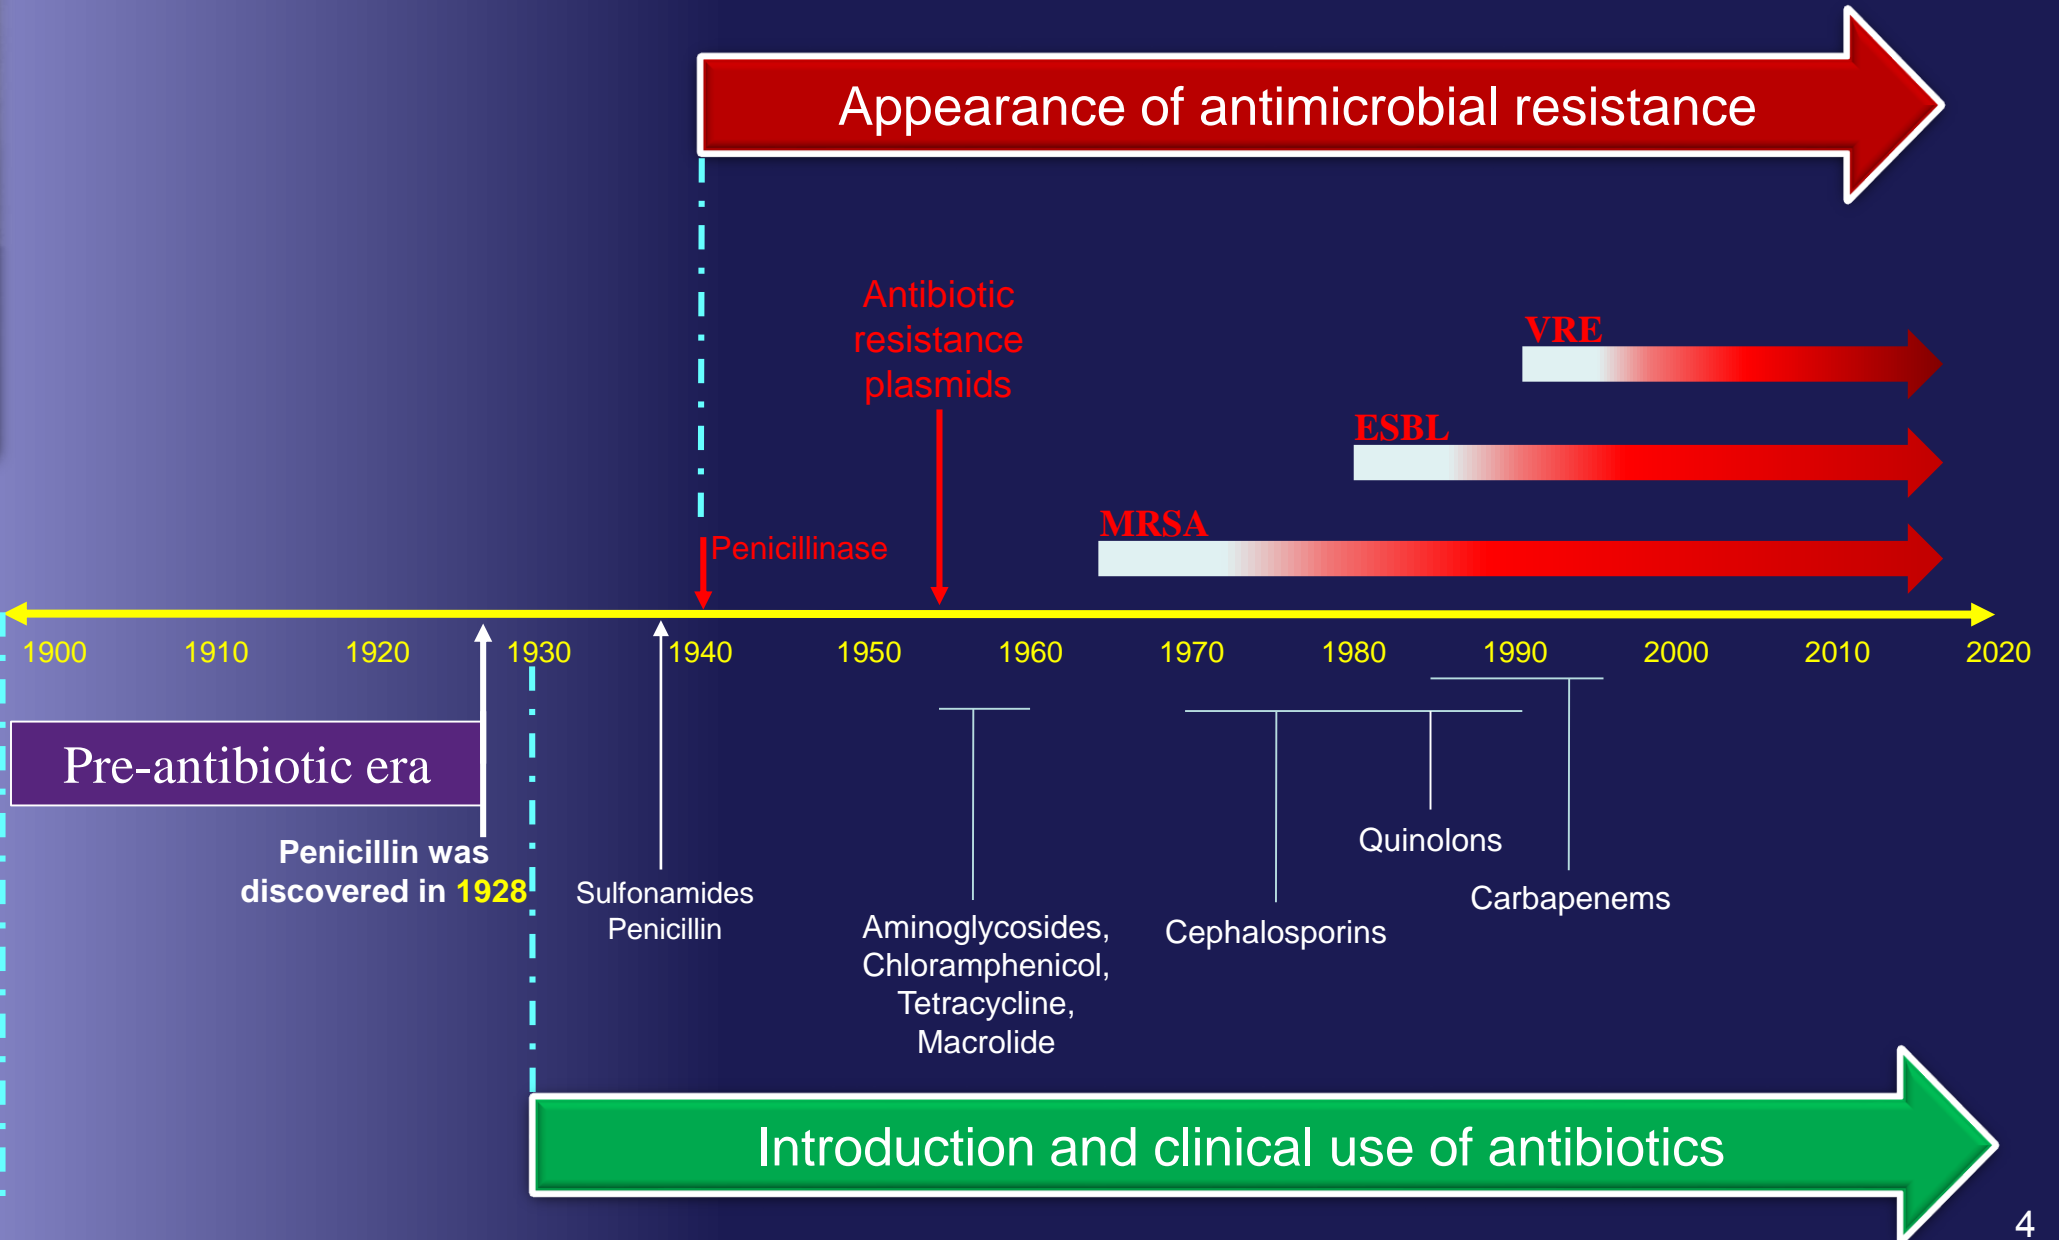 Appearance of antimicrobial resistance
Antibiotic
resistance
plasmids
VRE
ESBL
MRSA
Penicillinase
1900 1910 1920 1930 1940 1950 1960 1970 1980 1990 2000 2010 2020
Pre-antibiotic era
Penicillin was
discovered in 1928
Sulfonamides
Penicillin
Aminoglycosides,
Chloramphenicol,
Tetracycline,
Macrolide
Cephalosporins
Quinolons
Carbapenems
Introduction and clinical use of antibiotics
4